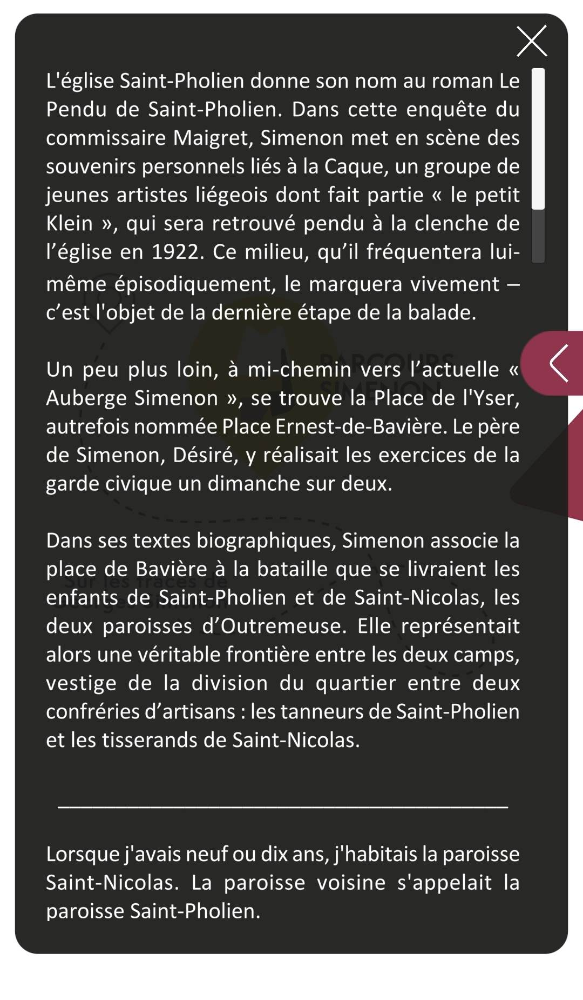 L'église Saint-Pholien donne son nom au roman Le
Pendu de Saint-Pholien. Dans cette enquête du
commissaire Maigret, Simenon met en scène des
souvenirs personnels liés à la Caque, un groupe de
jeunes artistes liégeois dont fait partie « le petit
Klein », qui sera retrouvé pendu à la clenche de
l’église en 1922. Ce milieu, qu’il fréquentera lui-
même épisodiquement, le marquera vivement –
c’est l'objet de la dernière étape de la balade.
Un peu plus loin, à mi-chemin vers l’actuelle «
Auberge Simenon », se trouve la Place de l'Yser,
autrefois nommée Place Ernest-de-Bavière. Le père
de Simenon, Désiré, y réalisait les exercices de la
garde civique un dimanche sur deux.
PARCOURS
SIMENON
Dans ses textes biographiques, Simenon associe la
place de Bavière à la bataille que se livraient les
enfants de Saint-Pholien et de Saint-Nicolas, les
deux paroisses d’Outremeuse. Elle représentait
alors une véritable frontière entre les deux camps,
vestige de la division du quartier entre deux
confréries d’artisans : les tanneurs de Saint-Pholien
et les tisserands de Saint-Nicolas.
Sur les traces de
Georges Simenon
Lorsque j'avais neuf ou dix ans, j'habitais la paroisse
Saint-Nicolas. La paroisse voisine s'appelait la
paroisse Saint-Pholien.